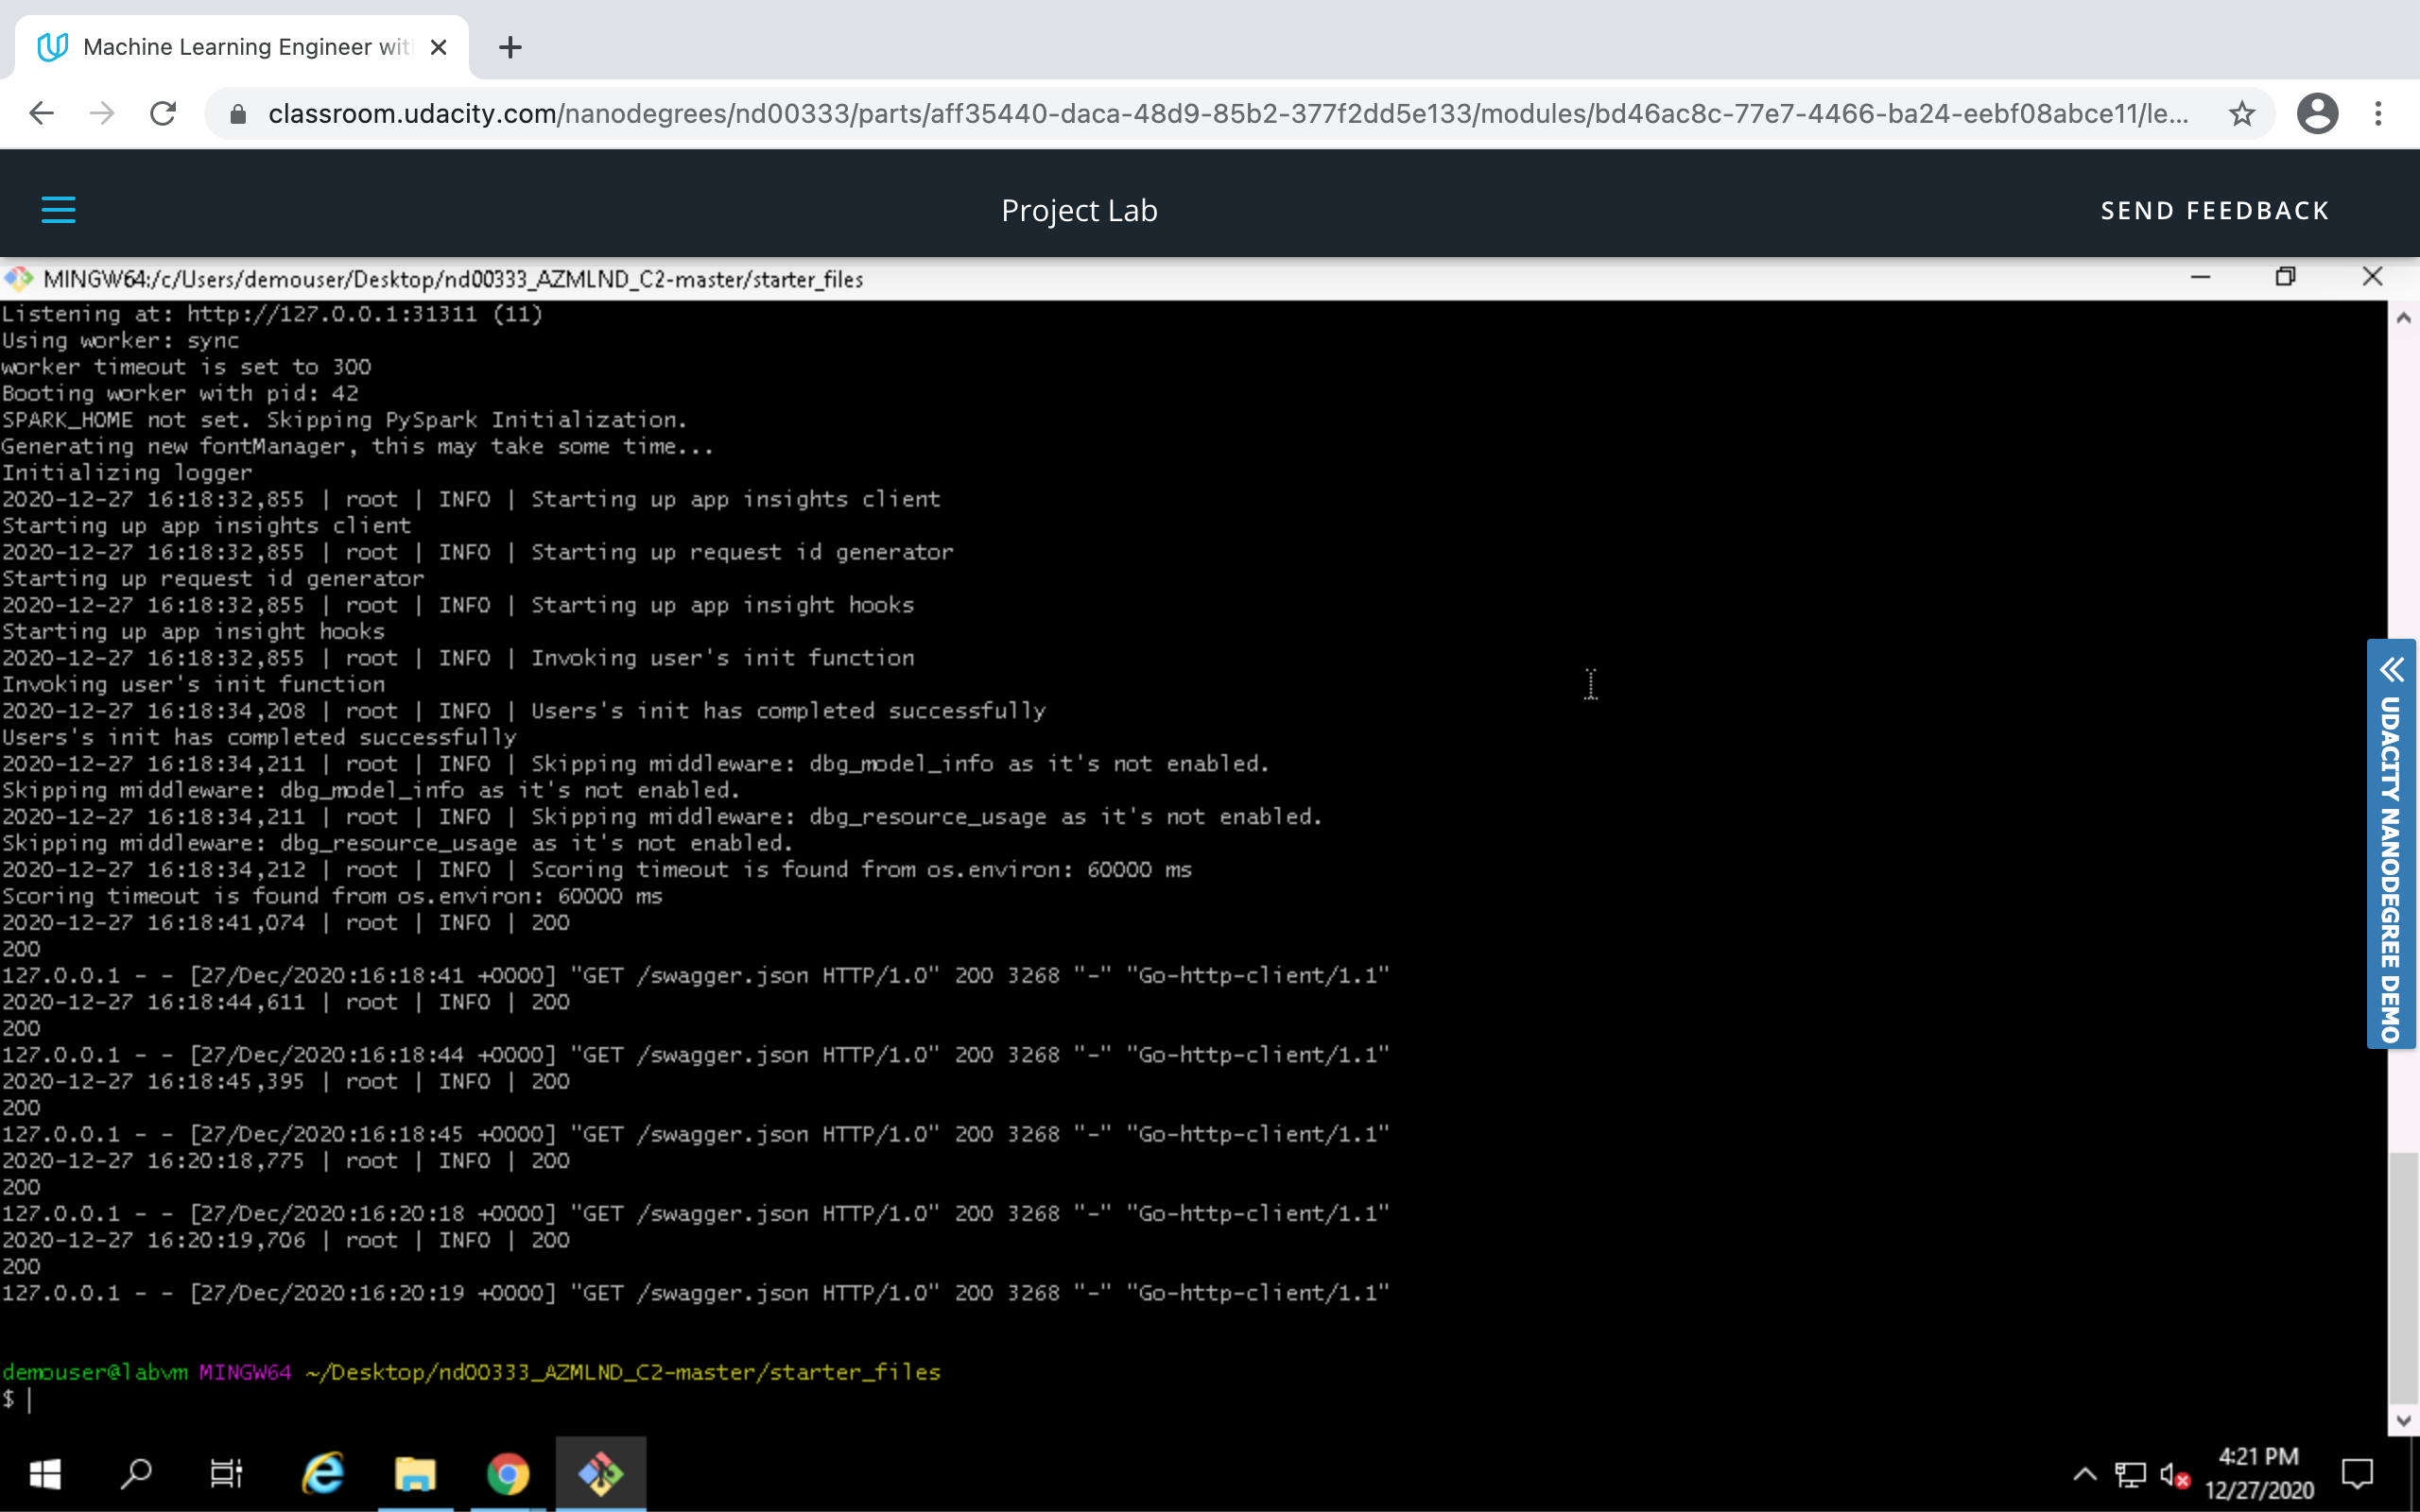 Machine Learning Engineer wit
classroom.udacity.com/nanodegrees/nd00333/parts/aff35440-daca-48d9-85b2-377f2dd5e133/modules/bd46ac8c-77e7-4466-ba24-eebf08abce11/le...
Project Lab
SEND FEEDBACK
MINGW64:/c/Users/demouser/Desktop/nd00333_AZMLND_C2-master/starter_files
Listening at: http://127.0.0.1:31311 (11)
Using worker: sync
worker timeout is set to 300
Booting worker with pid: 42
SPARK_HOME not set. Skipping PySpark Initialization.
Generating new fontManager, this may take some time...
Initializing logger
2020-12-27 16:18:32,855 | root | INFO | Starting up app insights client
Starting up app insights client
2020-12-27 16:18:32,855 | root | INFO | Starting up request id generator
Starting up request id generator
2020-12-27 16:18:32,855 | root | INFO | Starting up app insight hooks
Starting up app insight hooks
2020-12-27 16:18:32,855 | root | INFO | Invoking user's init function
Invoking user's init function
2020-12-27 16:18:34,208 | root | INFO | Users's init has completed successfully
Users's init has completed successfully
2020-12-27 16:18:34,211 | root | INFO | Skipping middleware: dbg_model_info as it's not enabled.
Skipping middleware: dbg_model_info as it's not enabled.
2020-12-27 16:18:34,211 | root | INFO | Skipping middleware: dbg_resource_usage as it's not enabled.
Skipping middleware: dbg_resource_usage as it's not enabled.
2020-12-27 16:18:34,212 | root | INFO | Scoring timeout is found from os.environ: 60000 ms
Scoring timeout is found from os.environ: 60000 ms
2020-12-27 16:18:41,074 | root | INFO | 200
200
127.0.0.1 - - [27/Dec/2020:16:18:41 +0000] "GET /swagger.json HTTP/1.0" 200 3268 "-" "Go-http-client/1.1"
2020-12-27 16:18:44,611 | root | INFO | 200
200
127.0.0.1 - - [27/Dec/2020:16:18:44 +0000] "GET /swagger.json HTTP/1.0" 200 3268 "-" "Go-http-client/1.1"
2020-12-27 16:18:45,395 | root | INFO | 200
200
127.0.0.1 - - [27/Dec/2020:16:18:45 +0000] "GET /swagger.json HTTP/1.0" 200 3268 "-" "Go-http-client/1.1"
2020-12-27 16:20:18,775 | root | INFO | 200
200
127.0.0.1 - - [27/Dec/2020:16:20:18 +0000] "GET /swagger.json HTTP/1.0" 200 3268 "-" "Go-http-client/1.1"
2020-12-27 16:20:19,706 | root | INFO | 200
200
127.0.0.1 - - [27/Dec/2020:16:20:19 +0000] "GET /swagger.json HTTP/1.0" 200 3268 "-" "Go-http-client/1.1"
demouser@labvm MINGW64 ~/Desktop/nd00333_AZMLND_C2-master/starter_files
$
UDACITY NANODEGREE DEMO
4:21 PM
12/27/2020